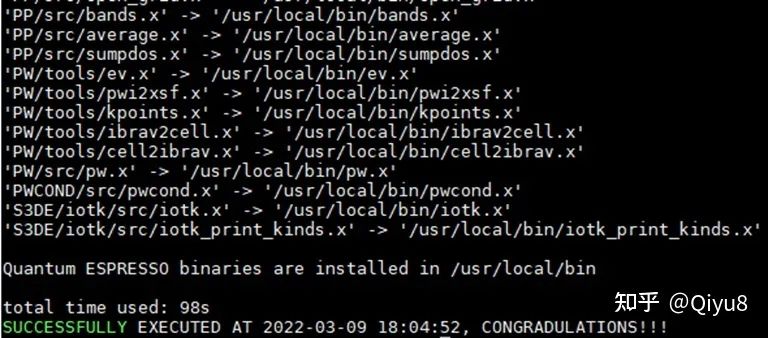 'PP/src/bands.x' -> '/usr/local/bin/bands.x'
'PP/src/average.x' -> '/usr/local/bin/average.x'
'PP/src/sumpdos.x' -> '/usr/local/bin/sumpdos.x'
'PW/tools/ev.x' -> '/usr/local/bin/ev.x'
'PW/tools/pwi2xsf.x' -> '/usr/local/bin/pwi2xsf.x'
'PW/tools/kpoints.x' -> '/usr/local/bin/kpoints.x'
'PW/tools/ibrav2cell.x' -> '/usr/local/bin/ibrav2cell.x'
'PW/tools/cell2ibrav.x' -> '/usr/local/bin/cell2ibrav.x'
'PW/src/pw.x' -> '/usr/local/bin/pw.x'
'PWCOND/src/pwcond.x' -> '/usr/local/bin/pwcond.x'
'S3DE/iotk/src/iotk.x' -> '/usr/local/bin/iotk.x'
'S3DE/iotk/src/iotk_print_kinds.x' -> '/usr/local/bin/iotk_print_kinds.x'
Quantum ESPRESSO binaries are installed in /usr/local/bin
total time used: 98s
知乎 @Qiyu8
SUCCESSFULLY EXECUTED AT 2022-03-09 18:04:52, CONGRADULATIONS!!!